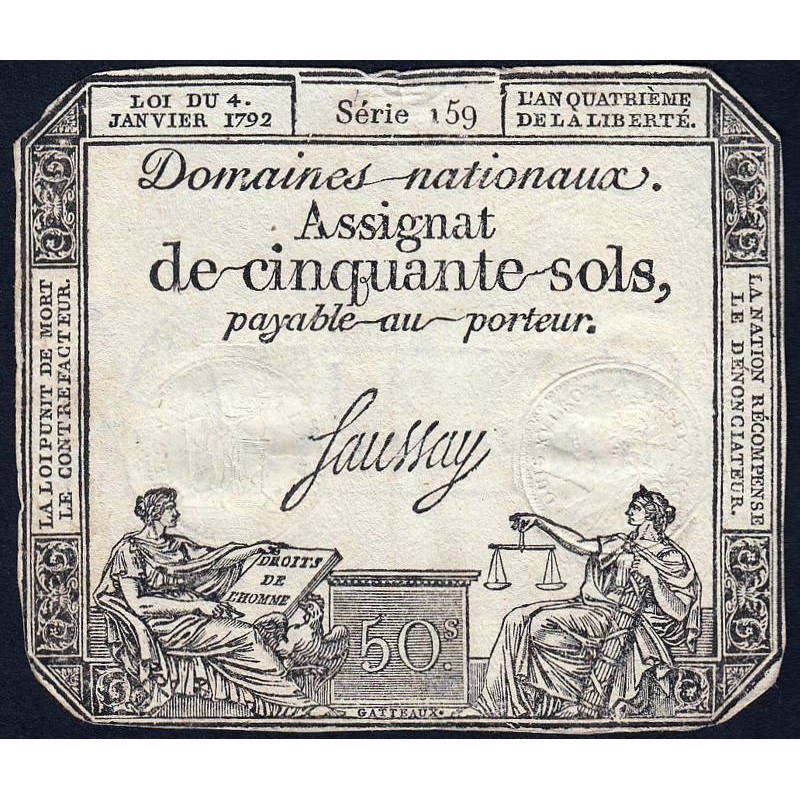 LOI DU 4.
JANVIER 1792
Série 159
L'AN QUATRIÈME
DE LA LIBERTÉ.
Domaines nationaux.
Assignat
de cinquante sols,
payable au porteur.
LA LOI PUNIT DE MORT
LE CONTREFACTEUR.
LA NATION RÉCOMPENSE
LE DÉNONCIATEUR.
Saussay
DROITS
DE
L'HOMME
50.s
GATTEAUX.